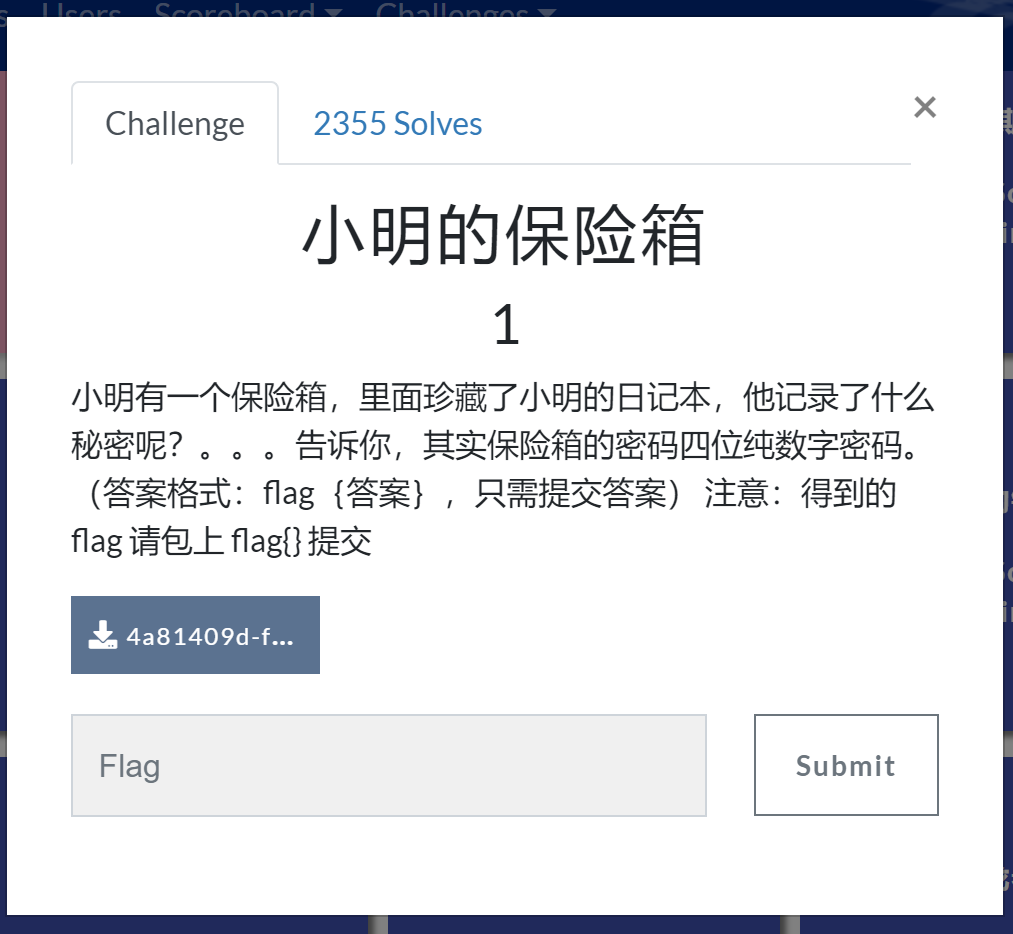 Users Scoreboard Challenges
Challenge
2355 Solves
×
小明的保险箱
1
小明有一个保险箱，里面珍藏了小明的日记本，他记录了什么
秘密呢？。。。告诉你，其实保险箱的密码四位纯数字密码。
（答案格式：flag｛答案｝，只需提交答案） 注意：得到的
flag 请包上 flag{} 提交
4a81409d-f...
Flag
Submit